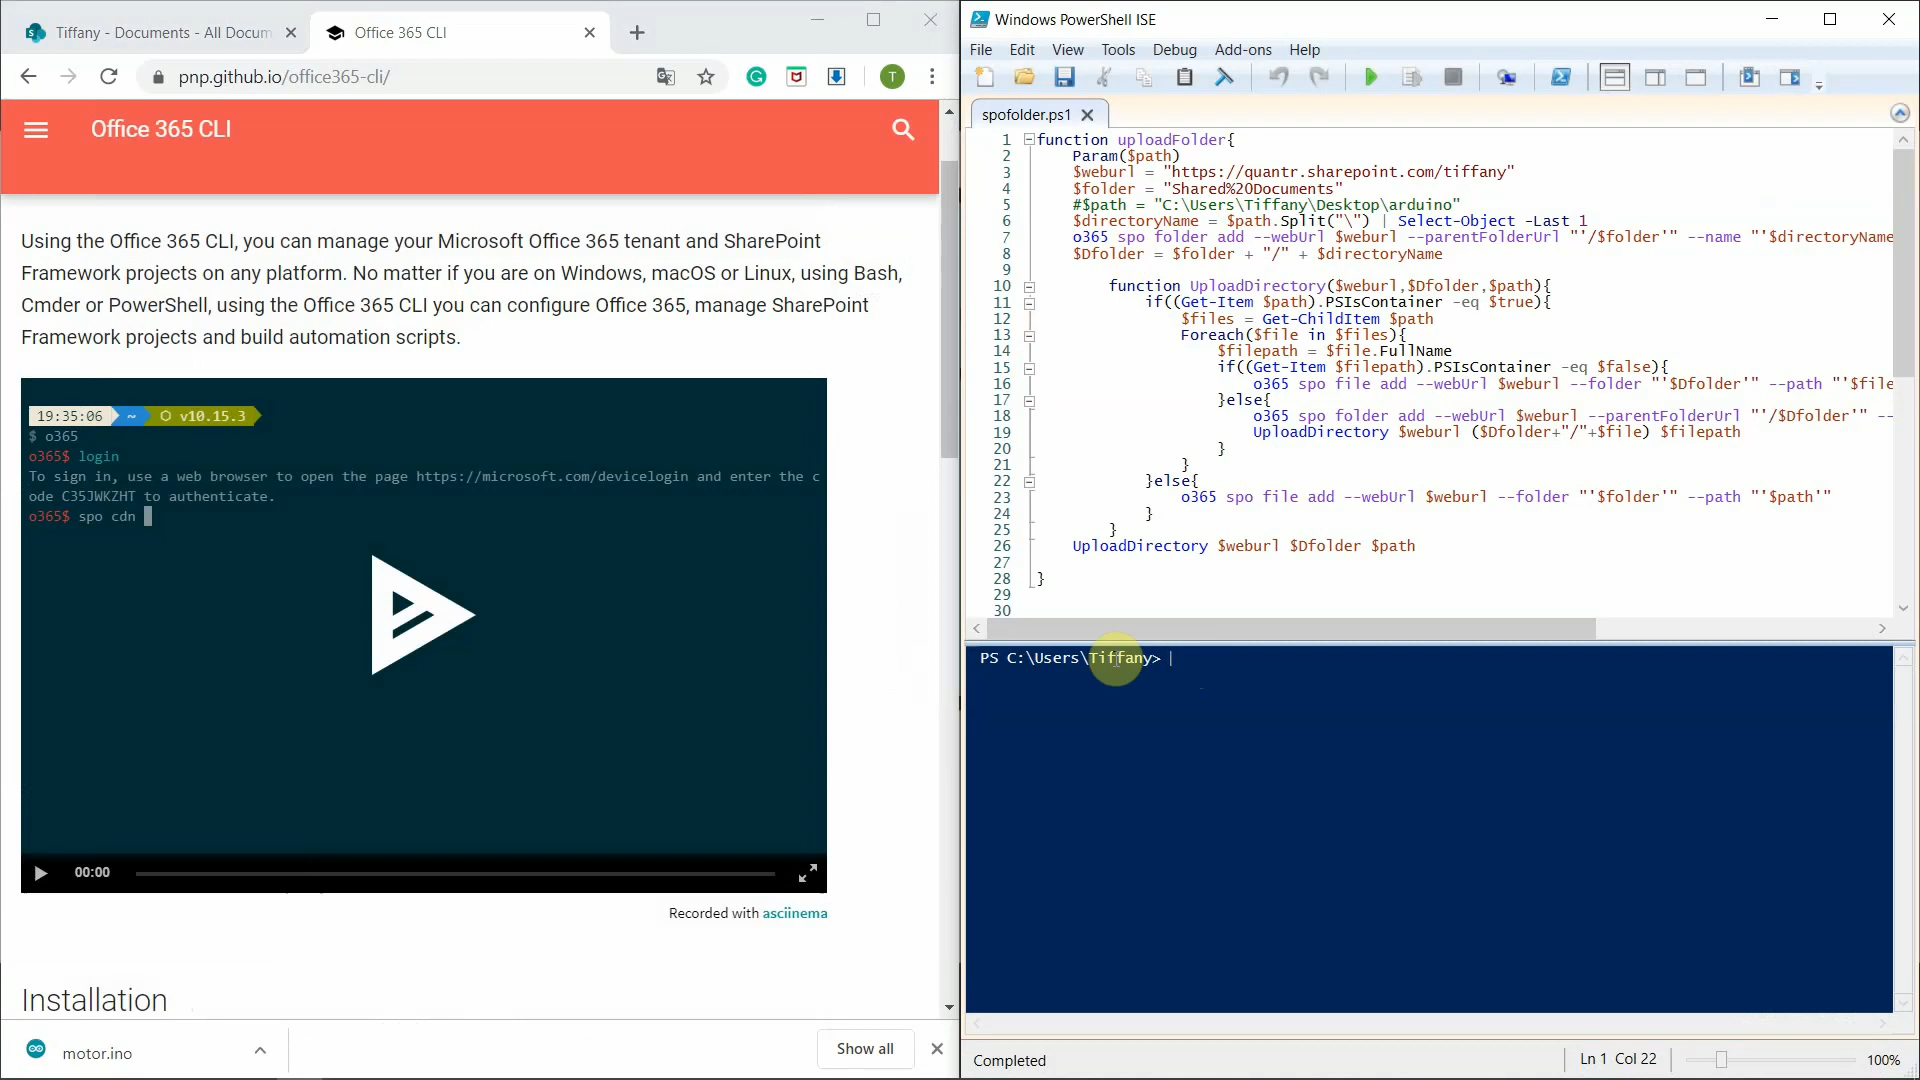 Tiffany - Documents - All Docum
Office 365 CLI
pnp.github.io/office365-cli/
T
Office 365 CLI
Using the Office 365 CLI, you can manage your Microsoft Office 365 tenant and SharePoint
Framework projects on any platform. No matter if you are on Windows, macOS or Linux, using Bash,
Cmder or PowerShell, using the Office 365 CLI you can configure Office 365, manage SharePoint
Framework projects and build automation scripts.
19:35:06 ~ v10.15.3
$ o365
o365$ login
To sign in, use a web browser to open the page https://microsoft.com/devicelogin and enter the c
ode C35JWKZHT to authenticate.
o365$ spo cdn
00:00
Recorded with asciinema
Installation
motor.ino
Show all
Windows PowerShell ISE
File Edit View Tools Debug Add-ons Help
spofolder.ps1
1 function uploadFolder{
2 Param($path)
3 $weburl = "https://quantr.sharepoint.com/tiffany"
4 $folder = "Shared%20Documents"
5 #$path = "C:\Users\Tiffany\Desktop\arduino"
6 $directoryName = $path.Split("\") | Select-Object -Last 1
7 o365 spo folder add --webUrl $weburl --parentFolderUrl "'/$folder'" --name "'$directoryName
8 $Dfolder = $folder + "/" + $directoryName
9
10 function UploadDirectory($weburl,$Dfolder,$path){
11 if((Get-Item $path).PSIsContainer -eq $true){
12 $files = Get-ChildItem $path
13 Foreach($file in $files){
14 $filepath = $file.FullName
15 if((Get-Item $filepath).PSIsContainer -eq $false){
16 o365 spo file add --webUrl $weburl --folder "'$Dfolder'" --path "'$file
17 }else{
18 o365 spo folder add --webUrl $weburl --parentFolderUrl "'/$Dfolder'" --
19 UploadDirectory $weburl ($Dfolder+"/"+$file) $filepath
20 }
21 }
22 }else{
23 o365 spo file add --webUrl $weburl --folder "'$folder'" --path "'$path'"
24 }
25 }
26 UploadDirectory $weburl $Dfolder $path
27
28 }
29
30
PS C:\Users\Tiffany>
Completed
Ln 1 Col 22
100%